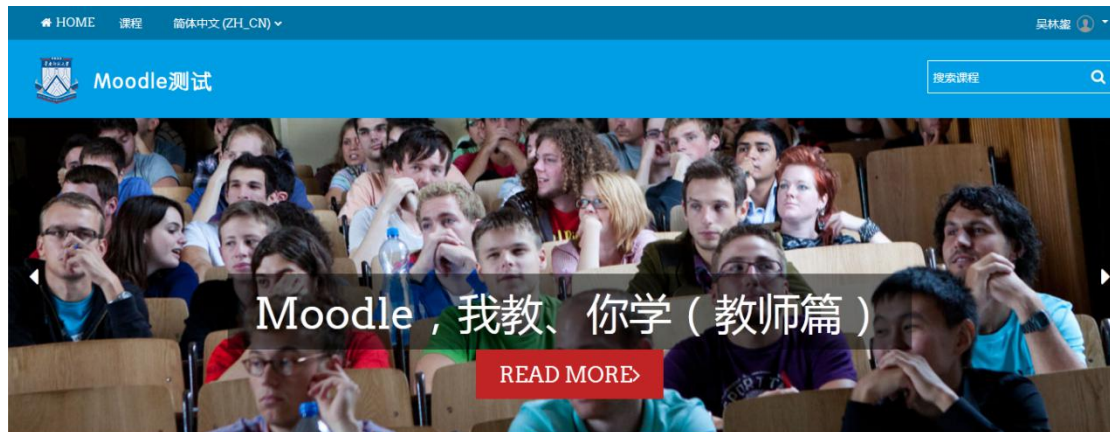 HOME 课程 简体中文 (ZH_CN)
吴林鎏
Moodle测试
搜索课程
Moodle，我教、你学（教师篇）
READ MORE>